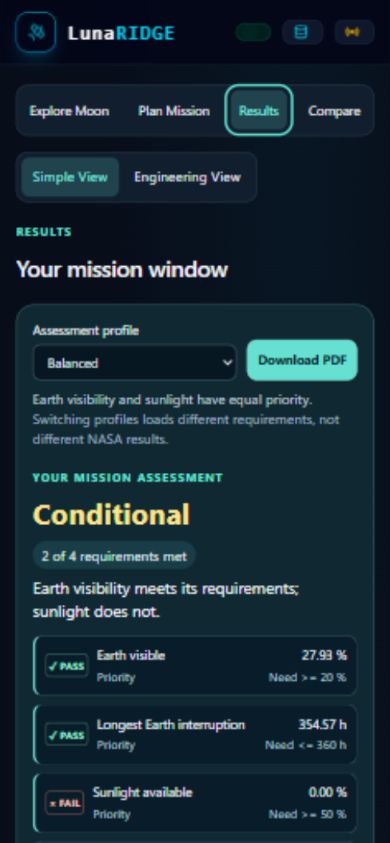 LunaRIDGE
Explore Moon Plan Mission Results Compare
Simple View Engineering View
RESULTS
Your mission window
Assessment profile
Balanced Download PDF
Earth visibility and sunlight have equal priority.
Switching profiles loads different requirements, not
different NASA results.
YOUR MISSION ASSESSMENT
Conditional
2 of 4 requirements met
Earth visibility meets its requirements;
sunlight does not.
✓ PASS Earth visible 27.93 %
Priority Need >= 20 %
✓ PASS Longest Earth interruption 354.57 h
Priority Need <= 360 h
× FAIL Sunlight available 0.00 %
Priority Need >= 50 %